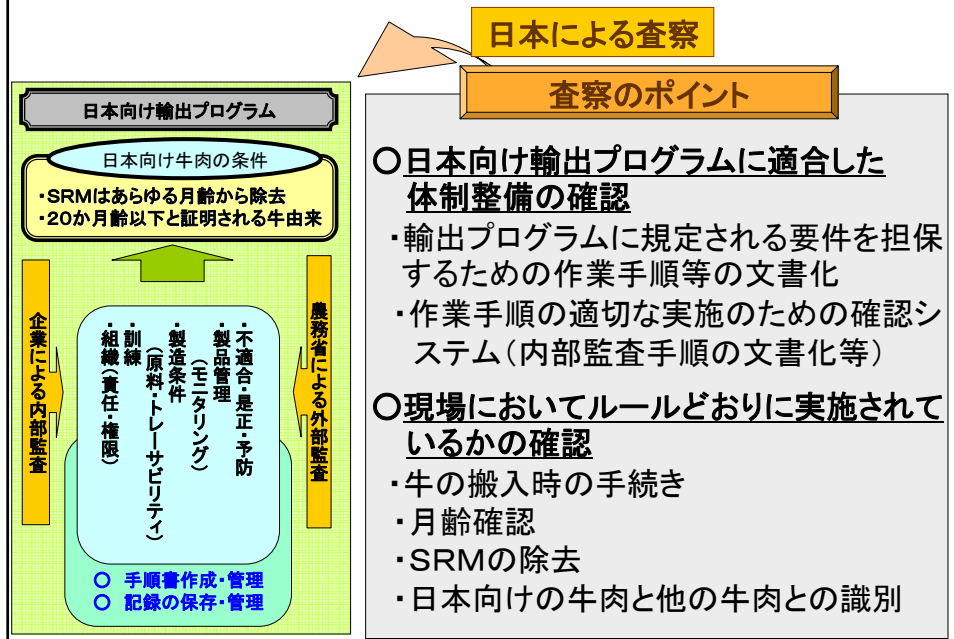 日本による査察
日本向け輸出プログラム
日本向け牛肉の条件
・SRMはあらゆる月齢から除去
・20か月齢以下と証明される牛由来
企業による内部監査
農務省による外部監査
・不適合・是正・予防
・製品管理
(モニタリング)
・製造条件
(原料・トレーサビリティ)
・訓練
・組織(責任・権限)
○ 手順書作成・管理
○ 記録の保存・管理
査察のポイント
○日本向け輸出プログラムに適合した
体制整備の確認
・輸出プログラムに規定される要件を担保
するための作業手順等の文書化
・作業手順の適切な実施のための確認シ
ステム(内部監査手順の文書化等)
○現場においてルールどおりに実施されて
いるかの確認
・牛の搬入時の手続き
・月齢確認
・SRMの除去
・日本向けの牛肉と他の牛肉との識別